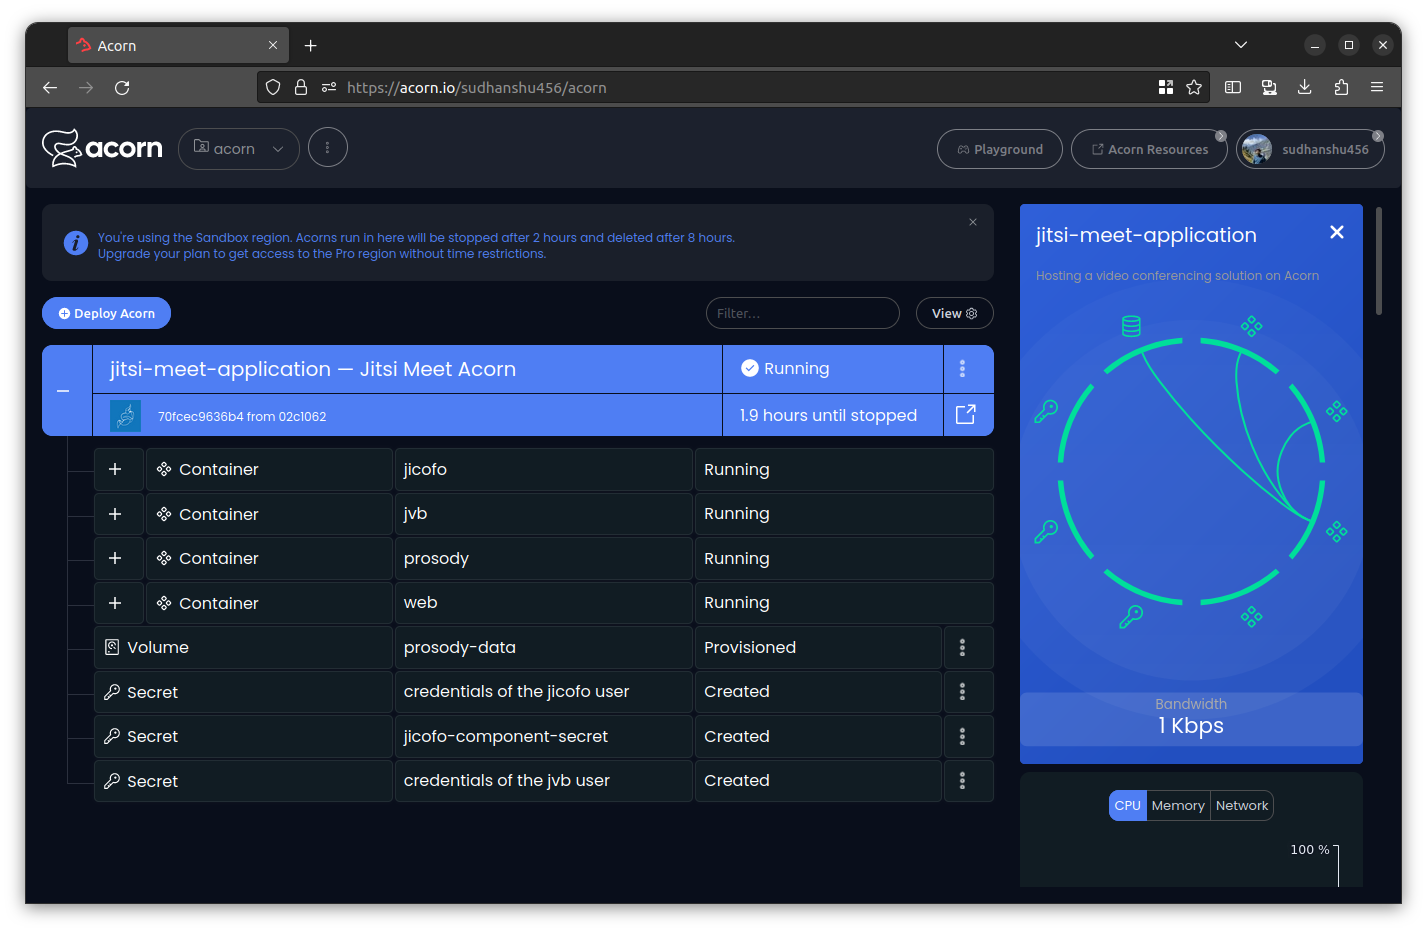 Acorn
https://acorn.io/sudhanshu456/acorn
acorn
acorn
Playground
Acorn Resources
sudhanshu456
You're using the Sandbox region. Acorns run in here will be stopped after 2 hours and deleted after 8 hours.
Upgrade your plan to get access to the Pro region without time restrictions.
Deploy Acorn
Filter...
View
jitsi-meet-application — Jitsi Meet Acorn
Running
70fcec9636b4 from 02c1062
1.9 hours until stopped
Container jicofo Running
Container jvb Running
Container prosody Running
Container web Running
Volume prosody-data Provisioned
Secret credentials of the jicofo user Created
Secret jicofo-component-secret Created
Secret credentials of the jvb user Created
jitsi-meet-application
Hosting a video conferencing solution on Acorn
Bandwidth
1 Kbps
CPU Memory Network
100 %